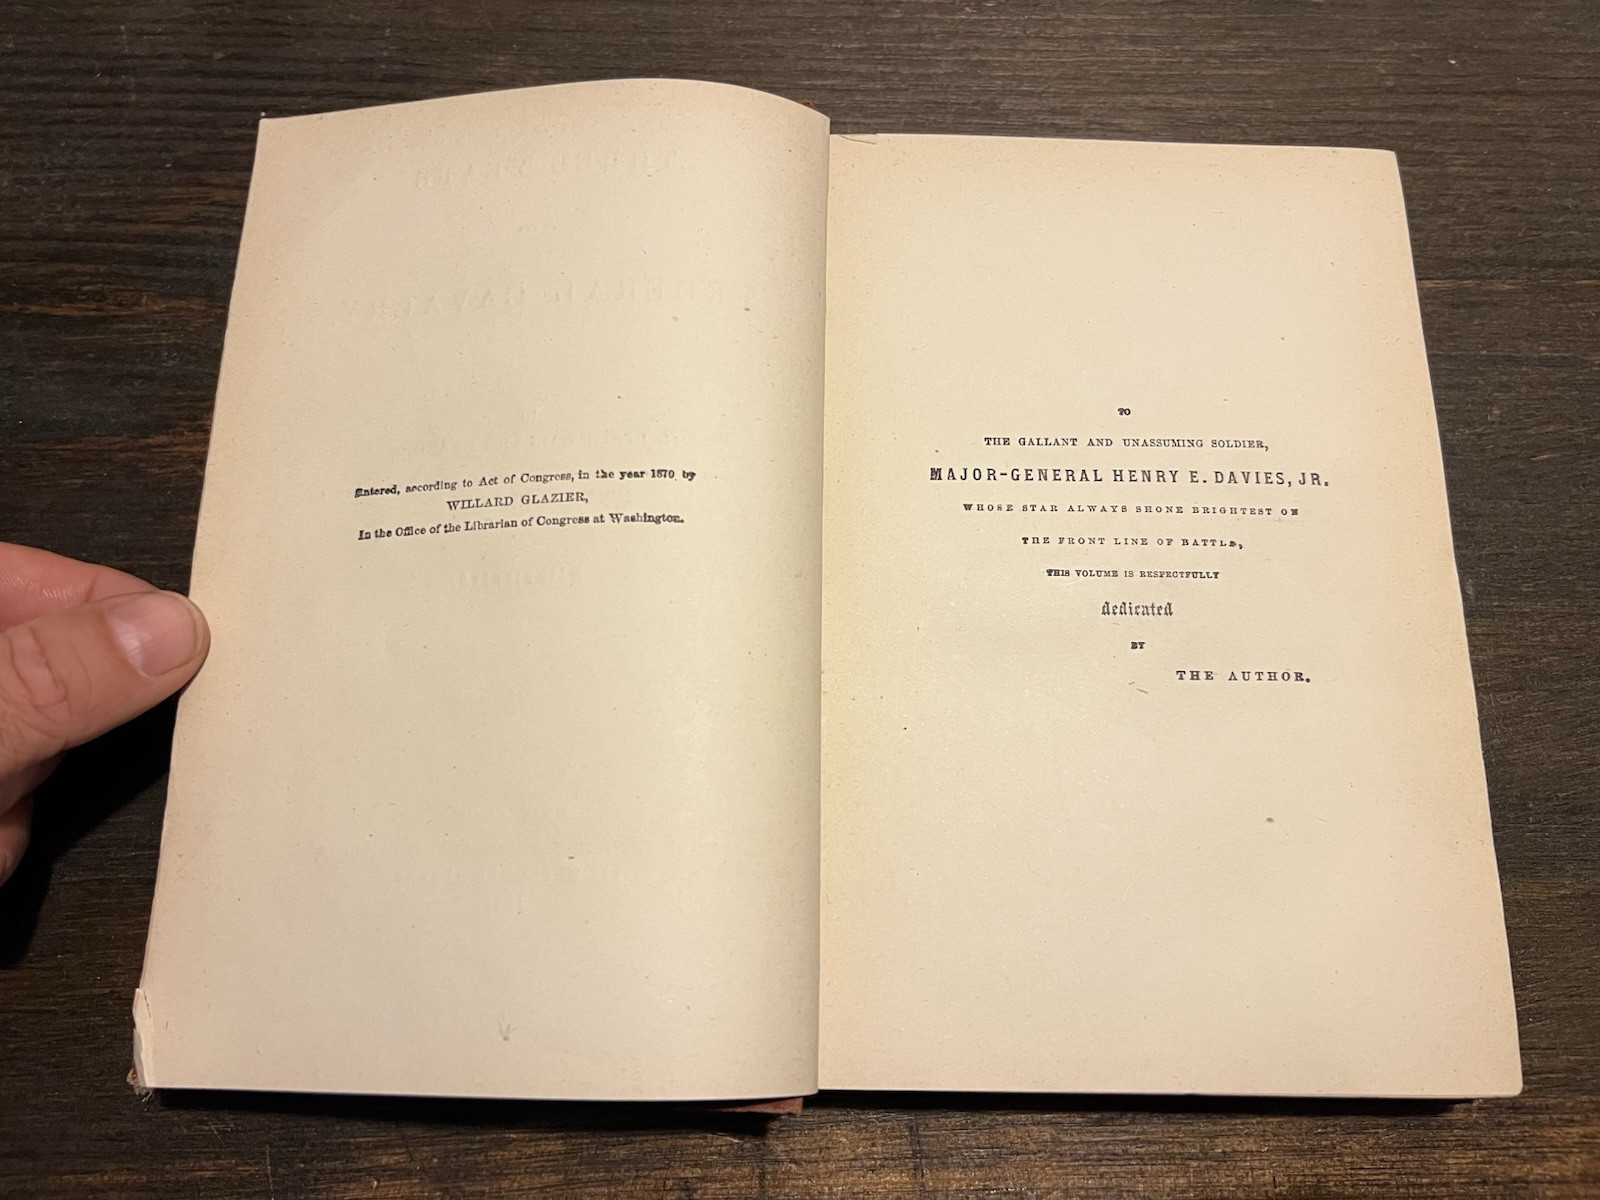 Entered, according to Act of Congress, in the year 1870 by
WILLARD GLAZIER,
In the Office of the Librarian of Congress at Washington.
TO
THE GALLANT AND UNASSUMING SOLDIER,
MAJOR-GENERAL HENRY E. DAVIES, JR.
WHOSE STAR ALWAYS SHONE BRIGHTEST ON
THE FRONT LINE OF BATTLE,
THIS VOLUME IS RESPECTFULLY
dedicated
BY
THE AUTHOR.